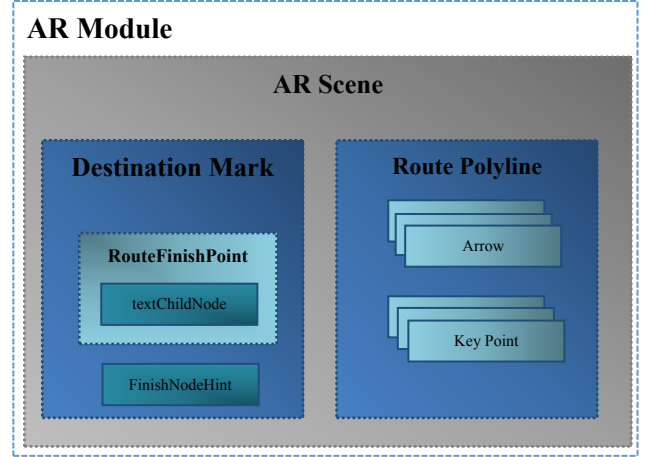 AR Module
AR Scene
Destination Mark
RouteFinishPoint
textChildNode
FinishNodeHint
Route Polyline
Arrow
Key Point